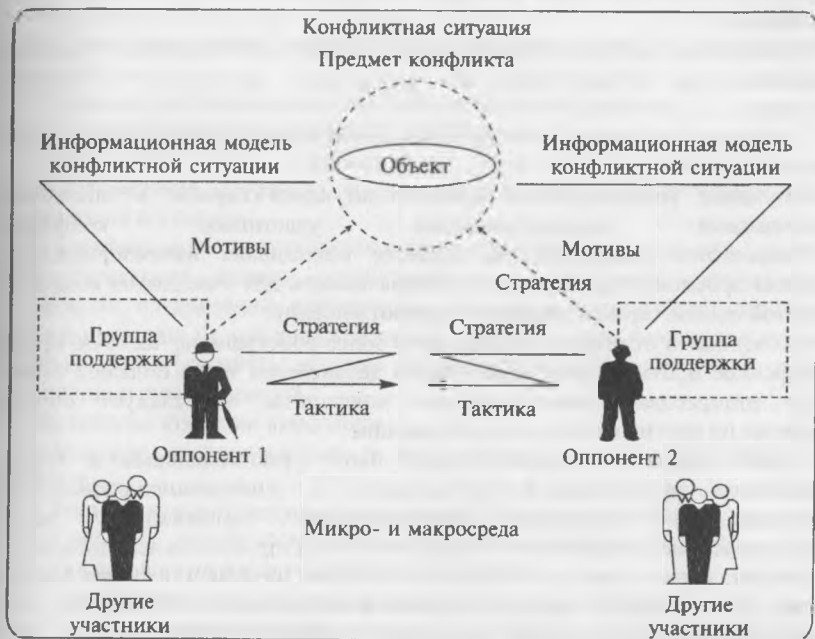 Конфликтная ситуация
Предмет конфликта
Информационная модель
конфликтной ситуации
Объект
Информационная модель
конфликтной ситуации
Мотивы
Мотивы
Стратегия
Группа
поддержки
Стратегия
Стратегия
Группа
поддержки
Тактика
Тактика
Оппонент 1
Оппонент 2
Микро- и макросреда
Другие
участники
Другие
участники